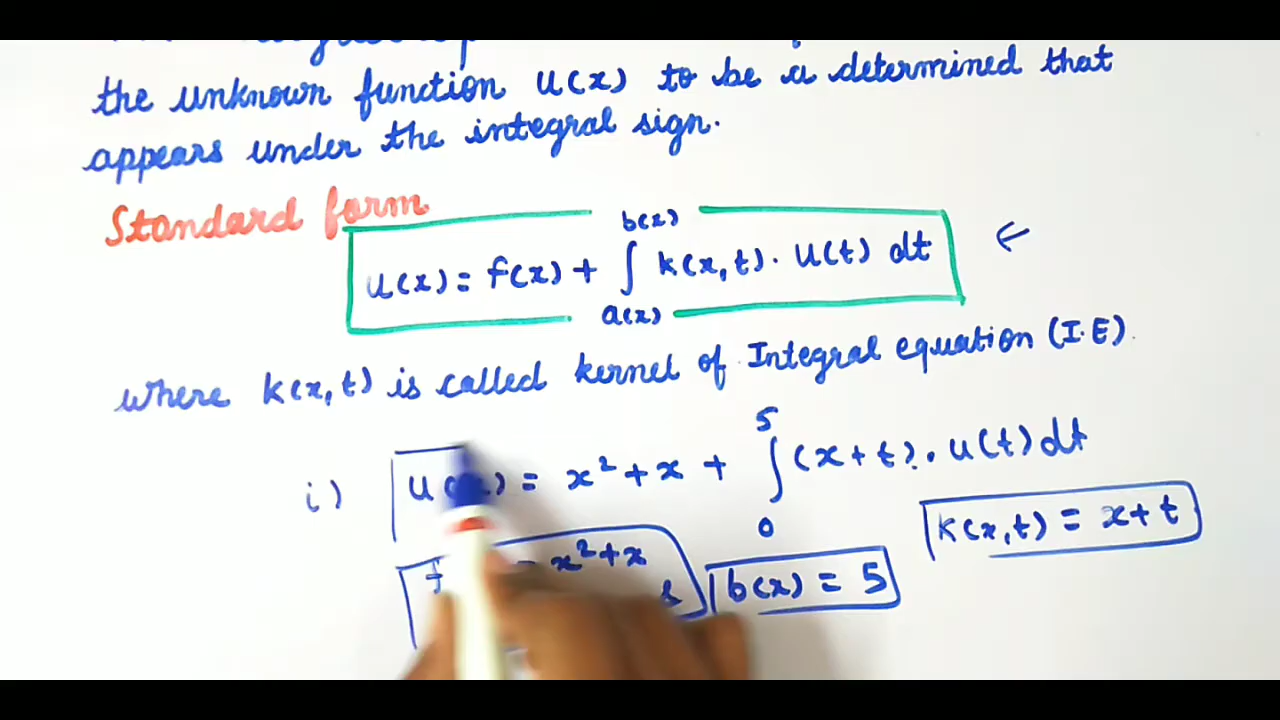 the unknown function u(x) to be a determined that
appears under the integral sign.
Standard form
u(x) = f(x) + ∫_{a(x)}^{b(x)} k(x,t) · u(t) dt ←
where k(x,t) is called kernel of Integral equation (I.E).
i) u(x) = x² + x + ∫_0^5 (x+t) · u(t) dt
k(x,t) = x+t
x² + x
b(x) = 5